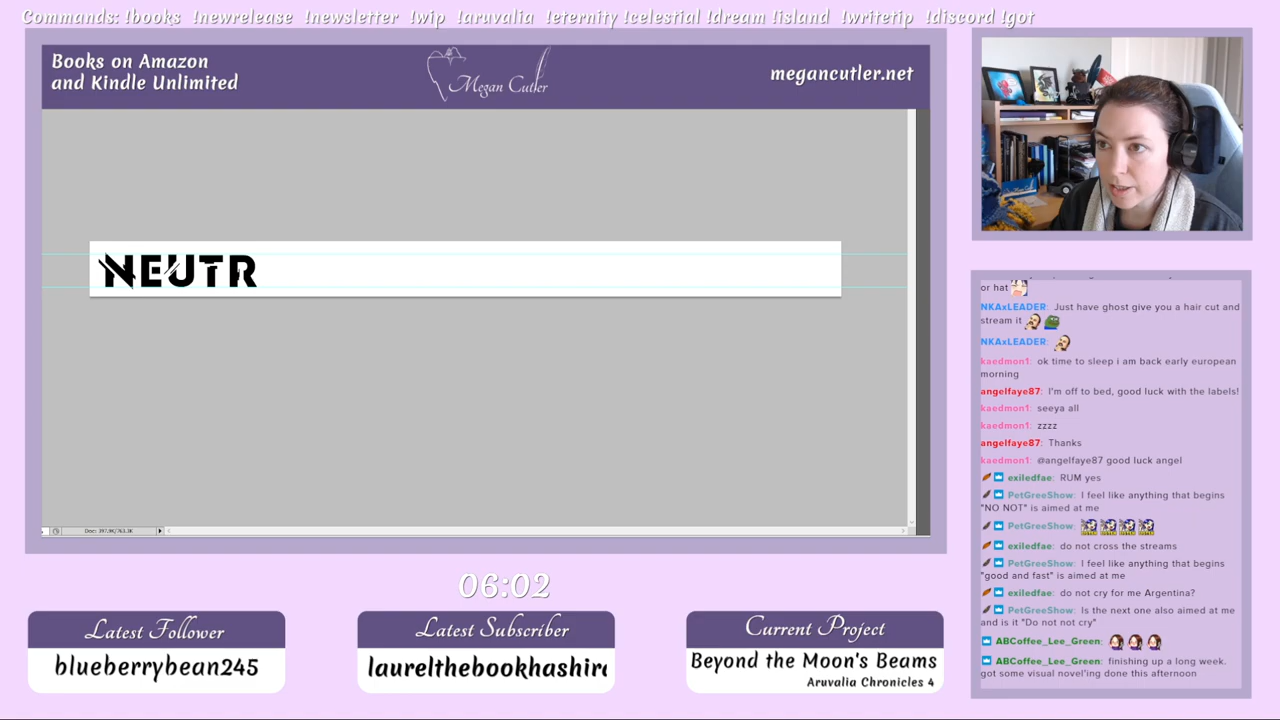 Commands: !books !newrelease !newsletter !wip !aruvalia !eternity !celestial !dream !island !writetip !discord !got
Books on Amazon
and Kindle Unlimited
Megan Cutler
megancutler.net
NEUTR
06:02
Latest Follower
blueberrybean245
Latest Subscriber
laurelthebookhashira
Current Project
Beyond the Moon's Beams
Aruvalia Chronicles 4
or hat
NKAxLEADER: Just have ghost give you a hair cut and
stream it
NKAxLEADER:
kaedmon1: ok time to sleep i am back early european
morning
angelfaye87: I'm off to bed, good luck with the labels!
kaedmon1: seeya all
kaedmon1: zzzz
angelfaye87: Thanks
kaedmon1: @angelfaye87 good luck angel
exiledfae: RUM yes
PetGreeShow: I feel like anything that begins
"NO NOT" is aimed at me
PetGreeShow:
exiledfae: do not cross the streams
PetGreeShow: I feel like anything that begins
"good and fast" is aimed at me
exiledfae: do not cry for me Argentina?
PetGreeShow: Is the next one also aimed at me
and is it "Do not not cry"
ABCoffee_Lee_Green:
ABCoffee_Lee_Green: finishing up a long week.
got some visual novel'ing done this afternoon